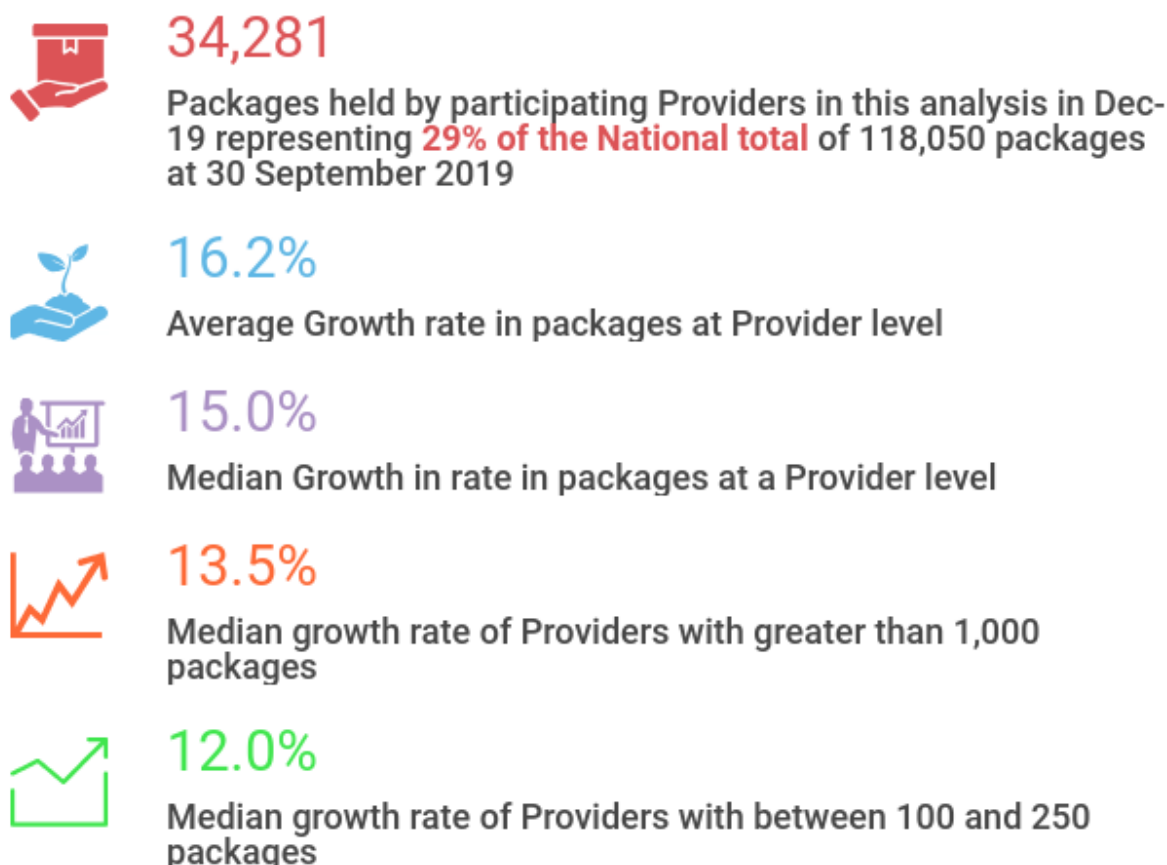 34,281
Packages held by participating Providers in this analysis in Dec-
19 representing 29% of the National total of 118,050 packages
at 30 September 2019
16.2%
Average Growth rate in packages at Provider level
15.0%
Median Growth in rate in packages at a Provider level
13.5%
Median growth rate of Providers with greater than 1,000
packages
12.0%
Median growth rate of Providers with between 100 and 250
packages